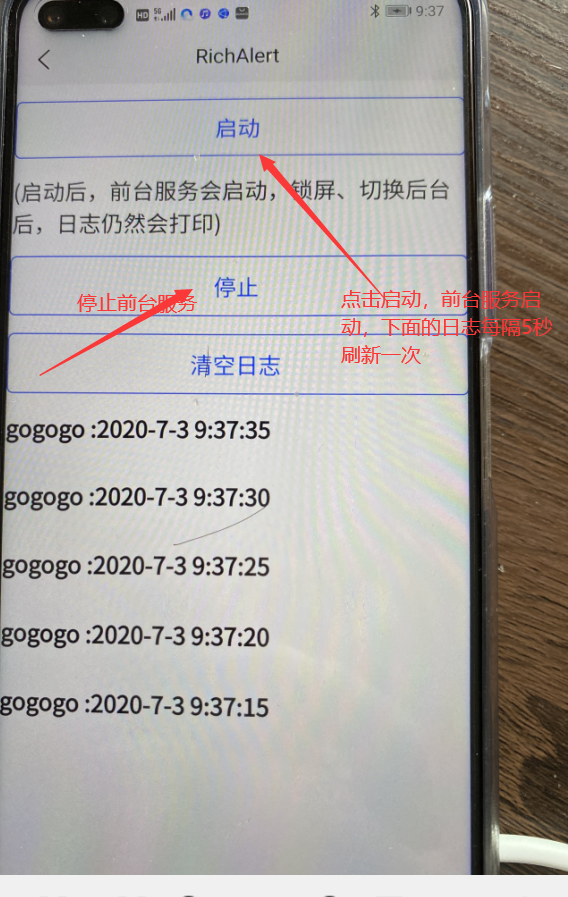 HD 5G 9:37
RichAlert
启动
(启动后，前台服务会启动，锁屏、切换后台
后，日志仍然会打印)
停止
停止前台服务
点击启动，前台服务启
动，下面的日志每隔5秒
刷新一次
清空日志
gogogo :2020-7-3 9:37:35
gogogo :2020-7-3 9:37:30
gogogo :2020-7-3 9:37:25
gogogo :2020-7-3 9:37:20
gogogo :2020-7-3 9:37:15